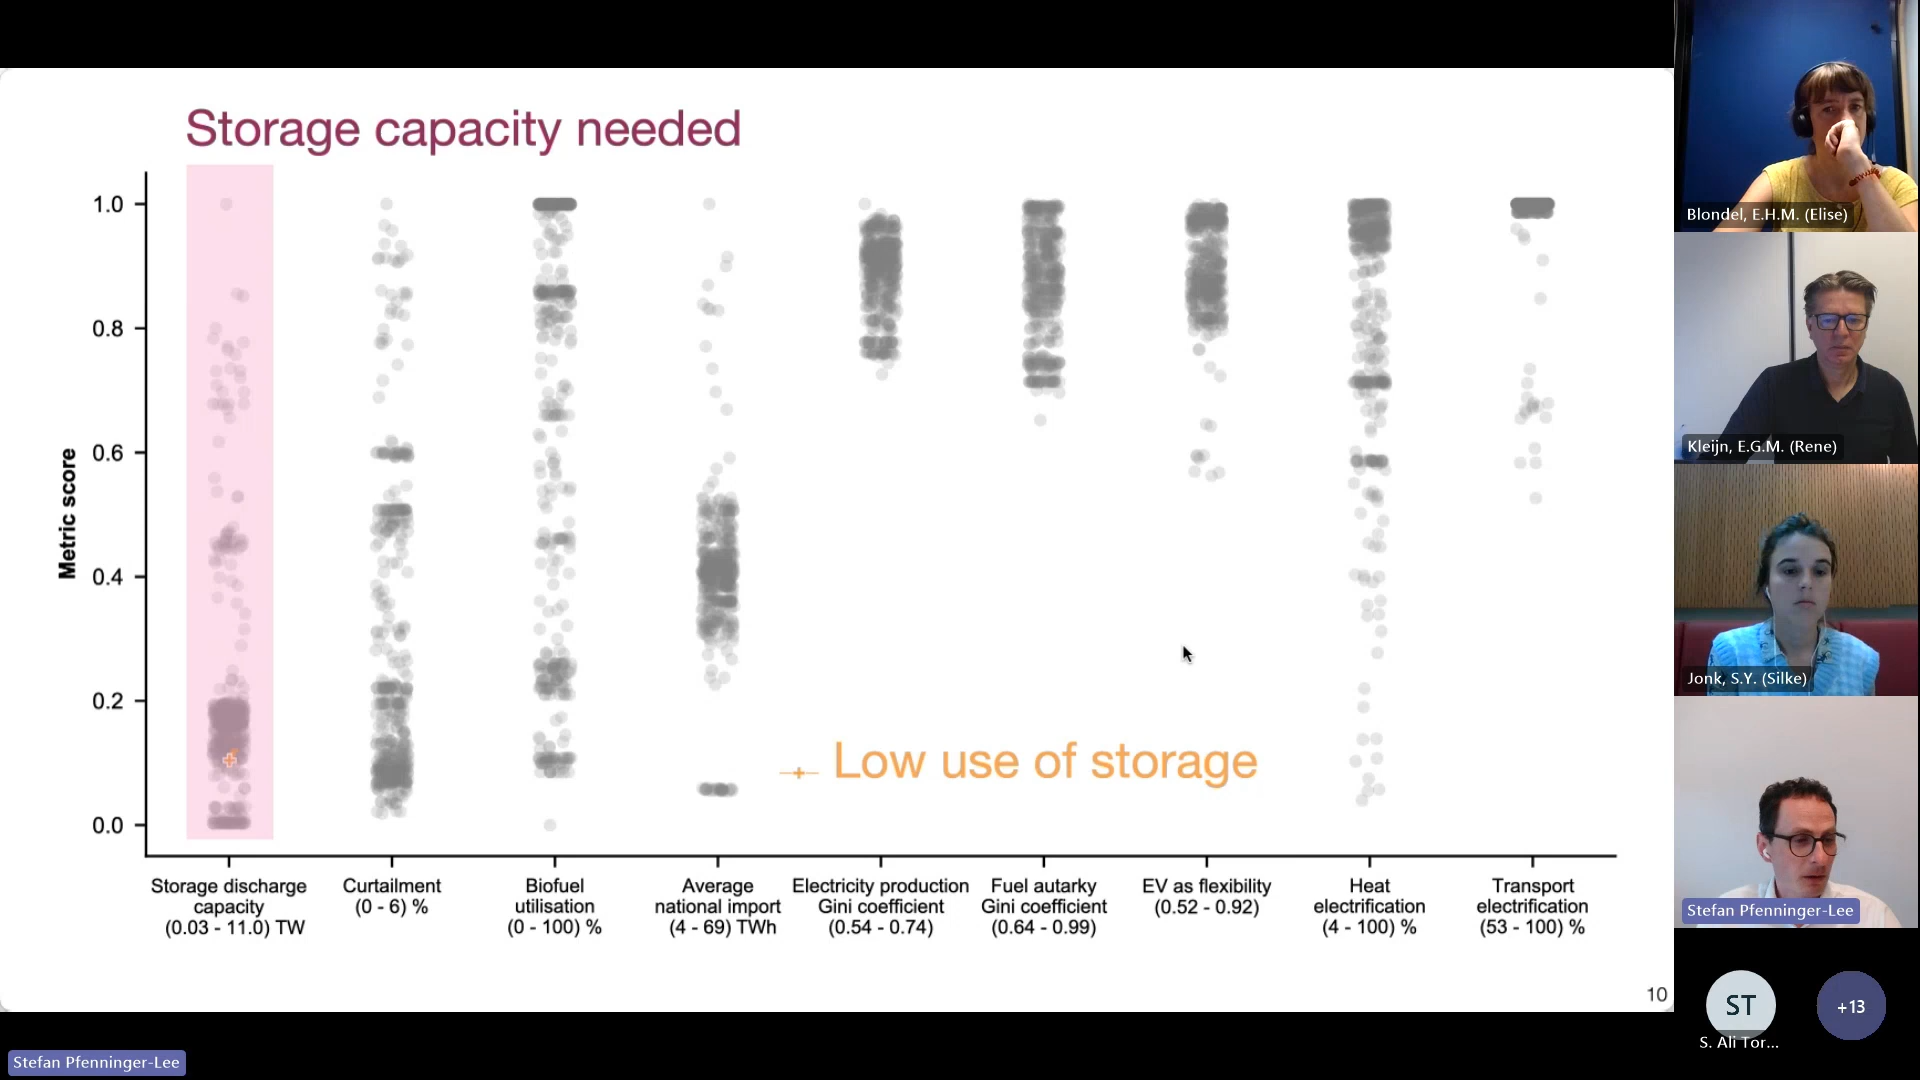 Storage capacity needed
1.0
0.8
0.6
0.4
0.2
0.0
Metric score
Low use of storage
Storage discharge
capacity
(0.03 - 11.0) TW
Curtailment
(0 - 6) %
Biofuel
utilisation
(0 - 100) %
Average
national import
(4 - 69) TWh
Electricity production
Gini coefficient
(0.54 - 0.74)
Fuel autarky
Gini coefficient
(0.64 - 0.99)
EV as flexibility
(0.52 - 0.92)
Heat
electrification
(4 - 100) %
Transport
electrification
(53 - 100) %
10
Blondel, E.H.M. (Elise)
Kleijn, E.G.M. (Rene)
Jonk, S.Y. (Silke)
Stefan Pfenninger-Lee
ST
S. Ali Tor...
+13
Stefan Pfenninger-Lee